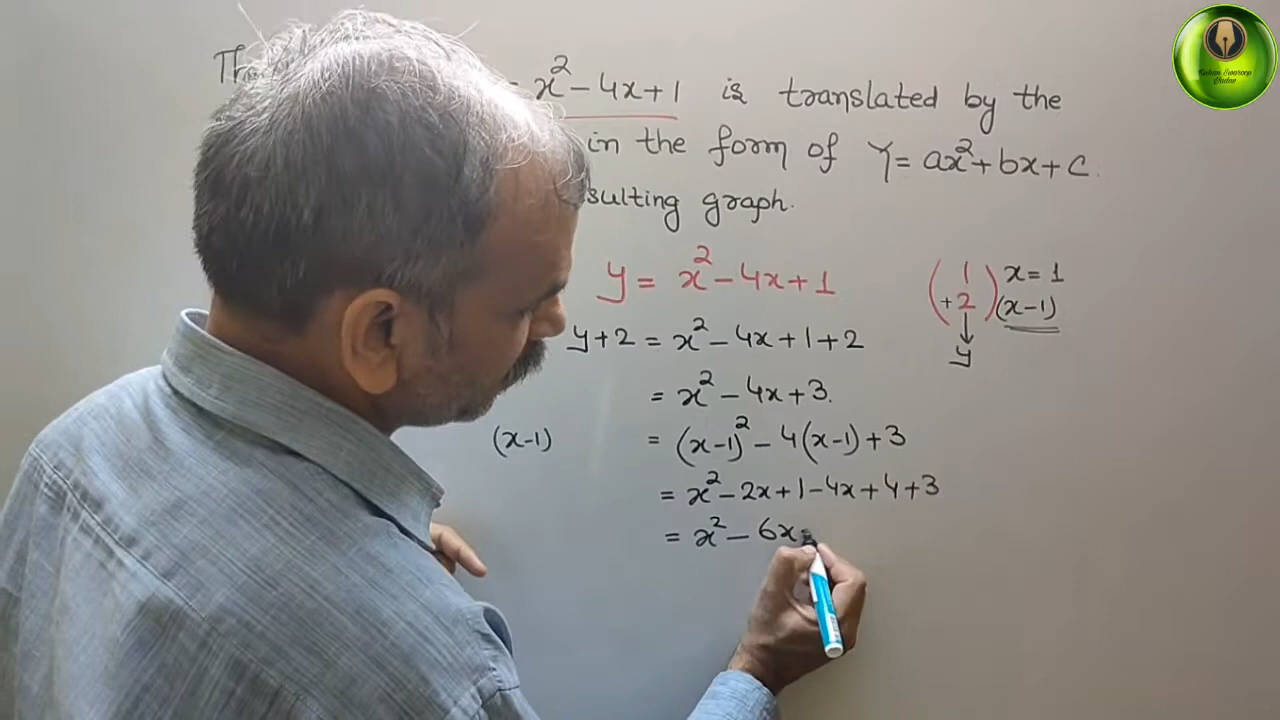 = x² - 4x + 1 is translated by the
in the form of Y = ax² + bx + c.
sulting graph.
y = x² - 4x + 1
y + 2 = x² - 4x + 1 + 2
= x² - 4x + 3.
(x-1) = (x-1)² - 4(x-1) + 3
= x² - 2x + 1 - 4x + 4 + 3
= x² - 6x
( 1 ) x = 1
( +2 ) (x-1)
↓
y